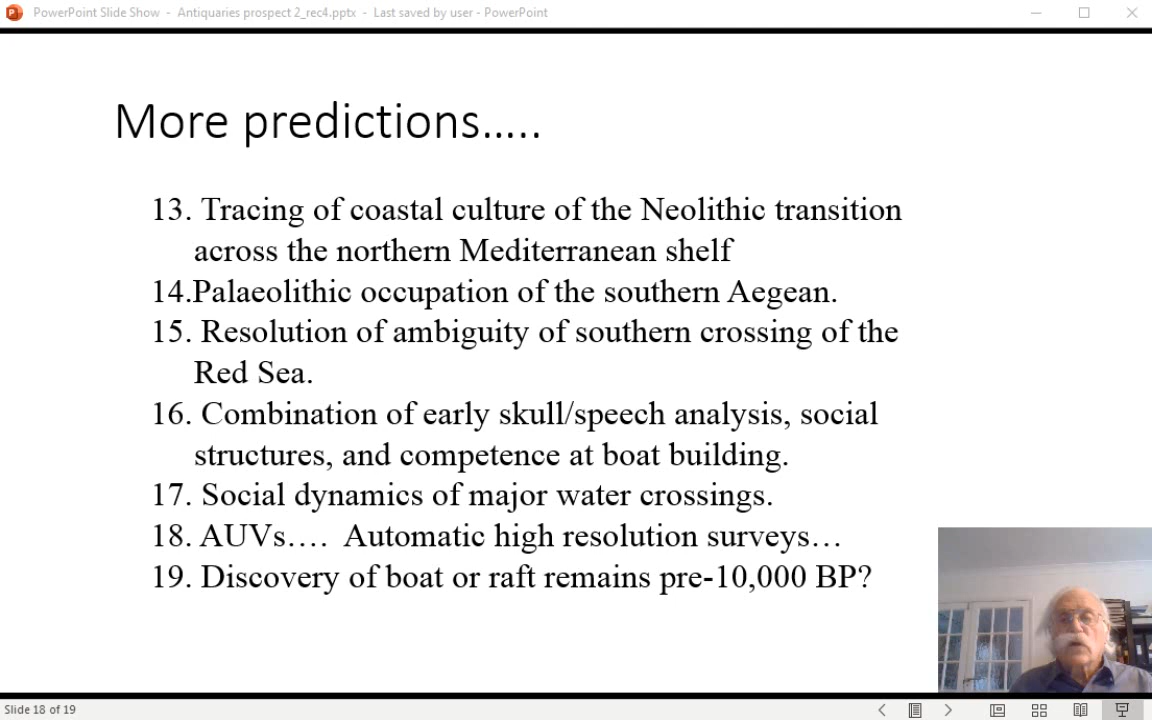 PowerPoint Slide Show - Antiquaries prospect 2_rec4.pptx - Last saved by user - PowerPoint
More predictions.....
13. Tracing of coastal culture of the Neolithic transition
across the northern Mediterranean shelf
14.Palaeolithic occupation of the southern Aegean.
15. Resolution of ambiguity of southern crossing of the
Red Sea.
16. Combination of early skull/speech analysis, social
structures, and competence at boat building.
17. Social dynamics of major water crossings.
18. AUVs…. Automatic high resolution surveys…
19. Discovery of boat or raft remains pre-10,000 BP?
Slide 18 of 19